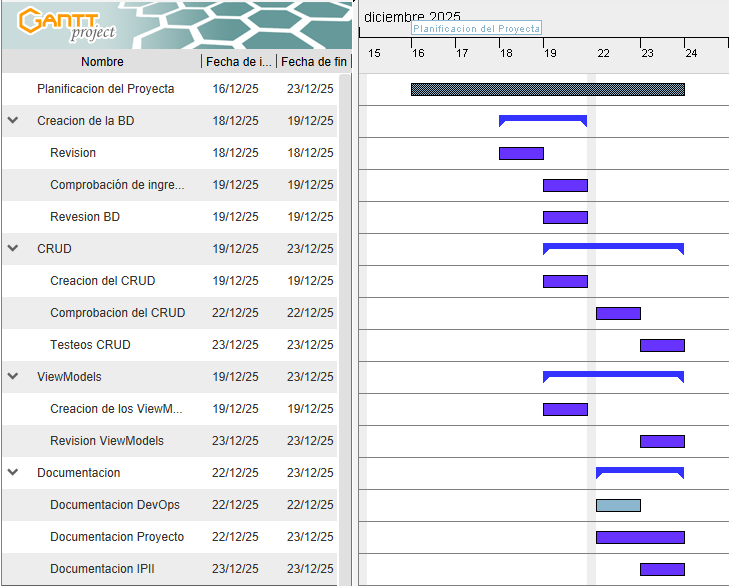 GANTT
project
diciembre 2025
Planificacion del Proyecta
15 16 17 18 19 22 23 24
Nombre Fecha de i... Fecha de fin
Planificacion del Proyecta 16/12/25 23/12/25
Creacion de la BD 18/12/25 19/12/25
Revision 18/12/25 18/12/25
Comprobación de ingre... 19/12/25 19/12/25
Revesion BD 19/12/25 19/12/25
CRUD 19/12/25 23/12/25
Creacion del CRUD 19/12/25 19/12/25
Comprobacion del CRUD 22/12/25 22/12/25
Testeos CRUD 23/12/25 23/12/25
ViewModels 19/12/25 23/12/25
Creacion de los ViewM... 19/12/25 19/12/25
Revision ViewModels 23/12/25 23/12/25
Documentacion 22/12/25 23/12/25
Documentacion DevOps 22/12/25 22/12/25
Documentacion Proyecto 22/12/25 23/12/25
Documentacion IPII 23/12/25 23/12/25